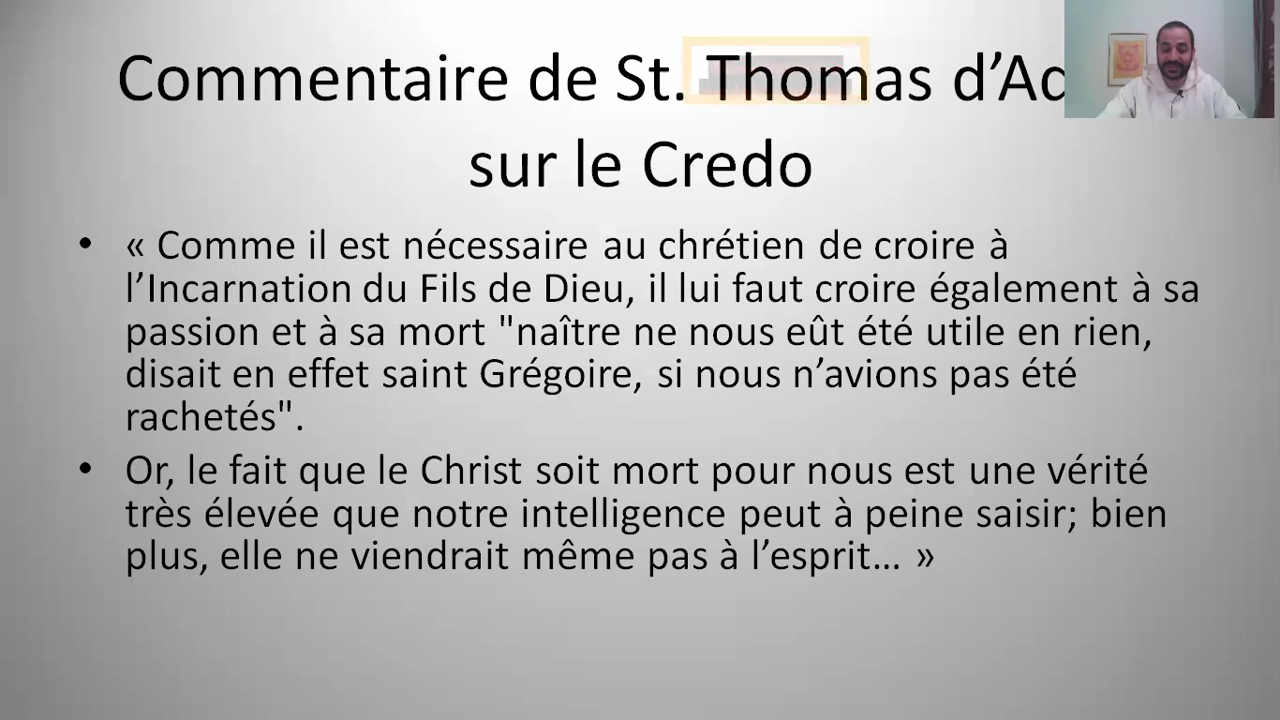 Commentaire de St. Thomas
sur le Credo
• « Comme il est nécessaire au chrétien de croire à
l’Incarnation du Fils de Dieu, il lui faut croire également à sa
passion et à sa mort "naître ne nous eût été utile en rien,
disait en effet saint Grégoire, si nous n’avions pas été
rachetés".
• Or, le fait que le Christ soit mort pour nous est une vérité
très élevée que notre intelligence peut à peine saisir; bien
plus, elle ne viendrait même pas à l’esprit... »